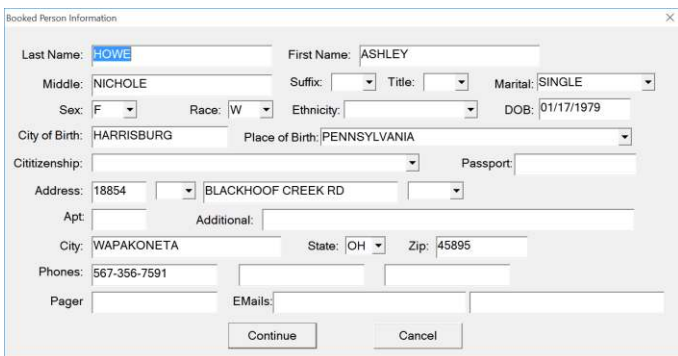 Booked Person Information
Last Name: HOWE First Name: ASHLEY
Middle: NICHOLE Suffix: Title: Marital: SINGLE
Sex: F Race: W Ethnicity: DOB: 01/17/1979
City of Birth: HARRISBURG Place of Birth: PENNSYLVANIA
Cititizenship: Passport:
Address: 18854 BLACKHOOF CREEK RD
Apt: Additional:
City: WAPAKONETA State: OH Zip: 45895
Phones: 567-356-7591
Pager EMails:
Continue Cancel